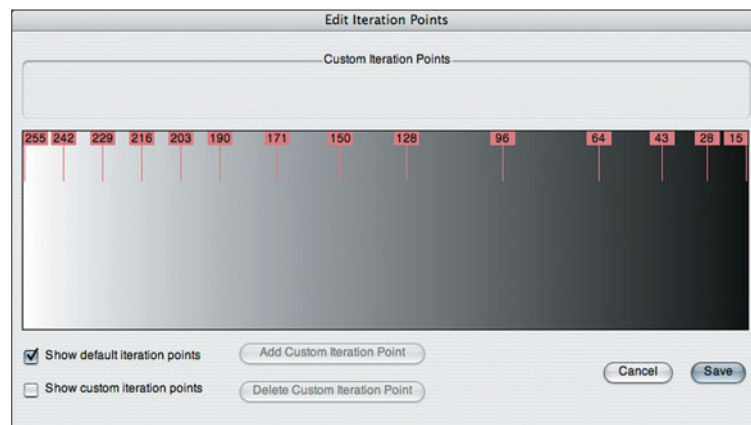 Edit Iteration Points
Custom Iteration Points
255 242 229 216 203 190 171 150 128 96 64 43 28 15
Show default iteration points
Add Custom Iteration Point
Show custom iteration points
Delete Custom Iteration Point
Cancel
Save